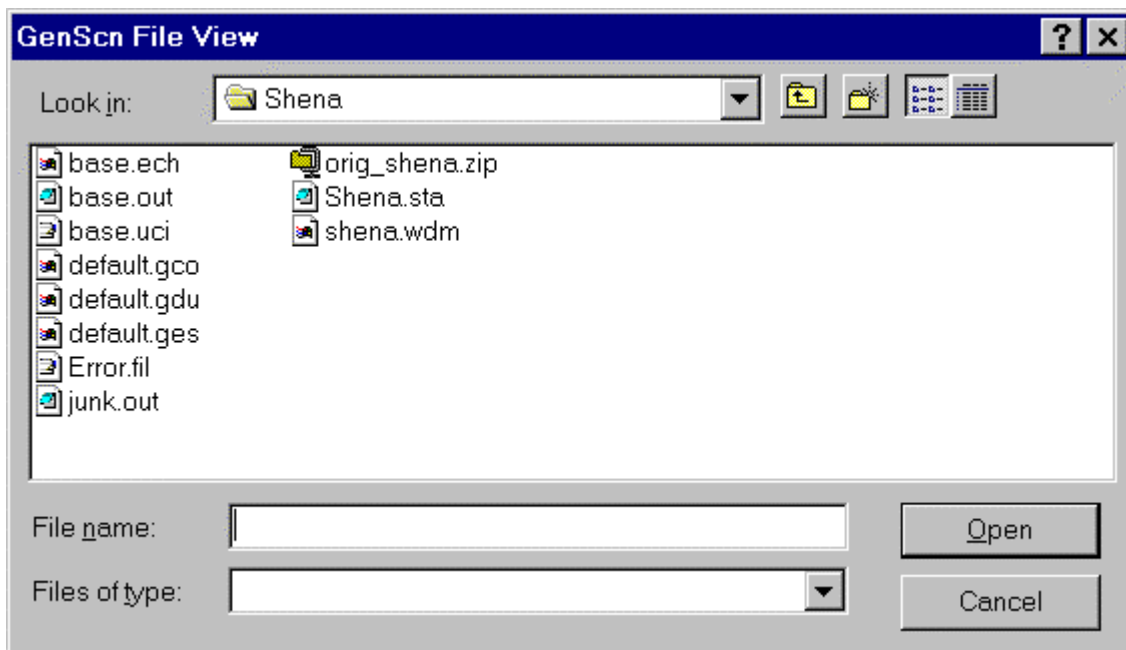 GenScn File View
Look in: Shena
base.ech
base.out
base.uci
default.gco
default.gdu
default.ges
Error.fil
junk.out
orig_shena.zip
Shena.sta
shena.wdm
File name:
Open
Files of type:
Cancel